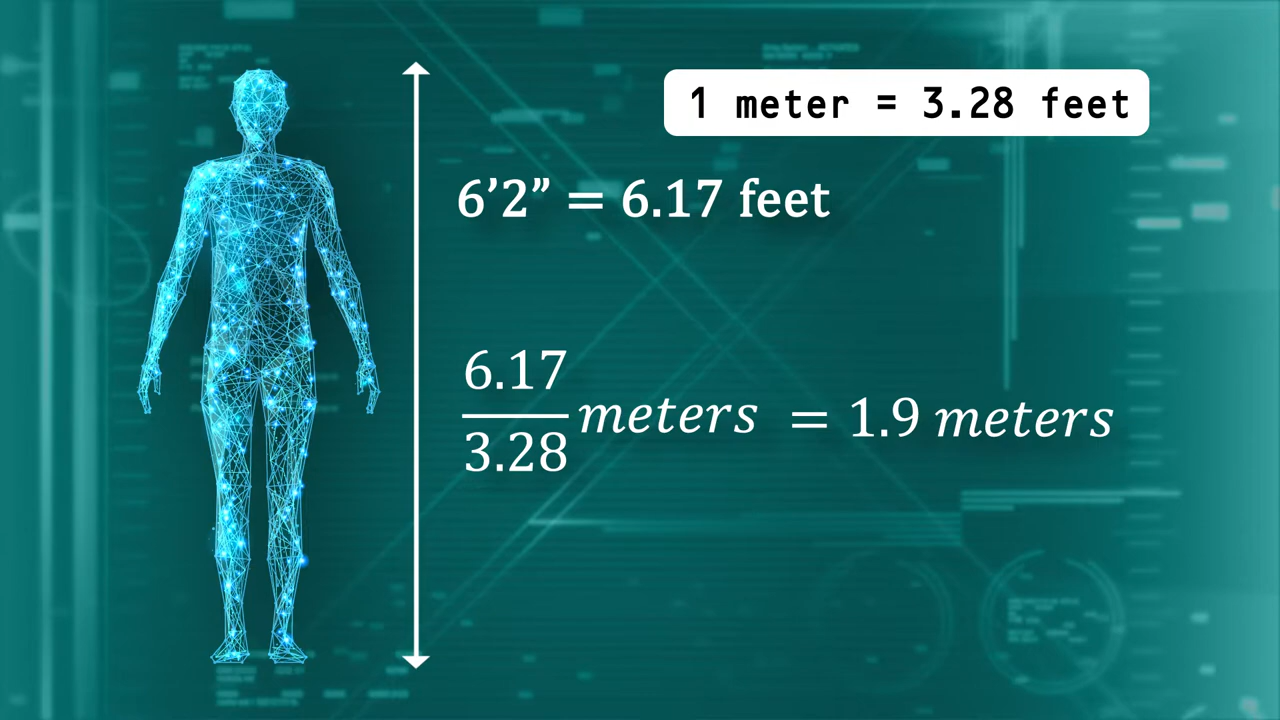 1 meter = 3.28 feet
6’2” = 6.17 feet
6.17
3.28 meters = 1.9 meters